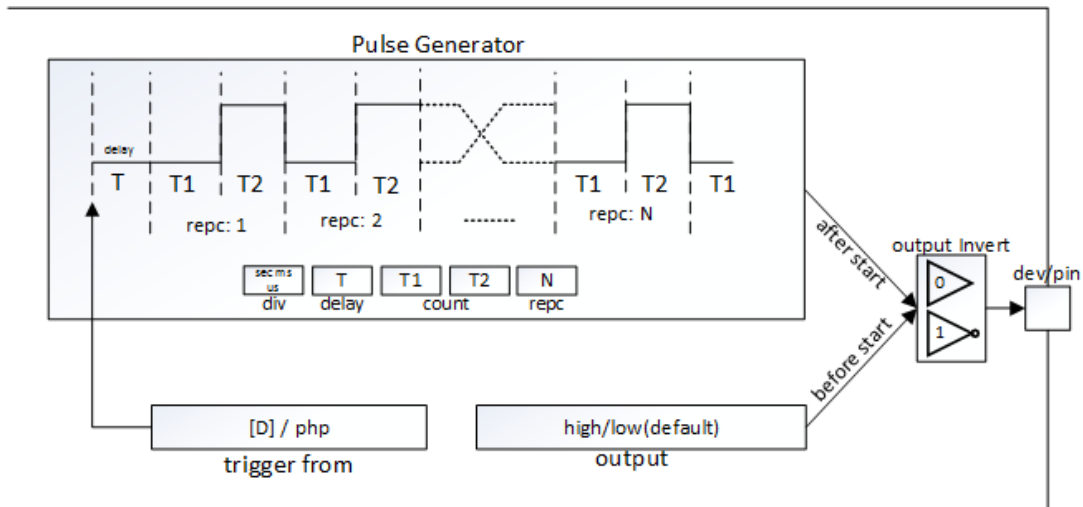 Pulse Generator
delay
T T1 T2 T1 T2 T1 T2 T1
repc: 1 repc: 2 repc: N
sec ms
us
T T1 T2 N
div delay count repc
after start
before start
output Invert
0
1
dev/pin
[D] / php
trigger from
high/low(default)
output